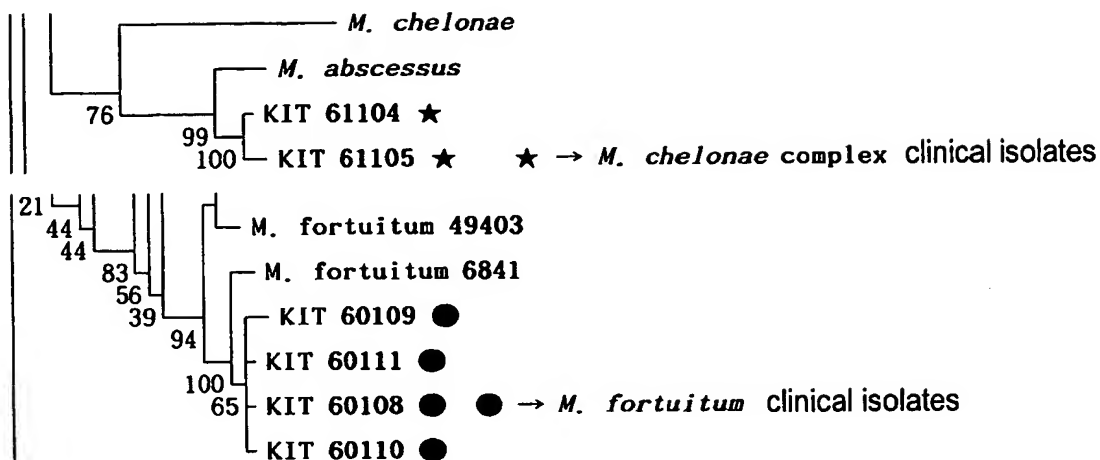 M. chelonae
M. abscessus
76
KIT 61104 ★
99
KIT 61105 ★ ★ → M. chelonae complex clinical isolates
100
21
44
M. fortuitum 49403
44
83
M. fortuitum 6841
56
39
KIT 60109 ●
94
KIT 60111 ●
100
65
KIT 60108 ● ● → M. fortuitum clinical isolates
KIT 60110 ●